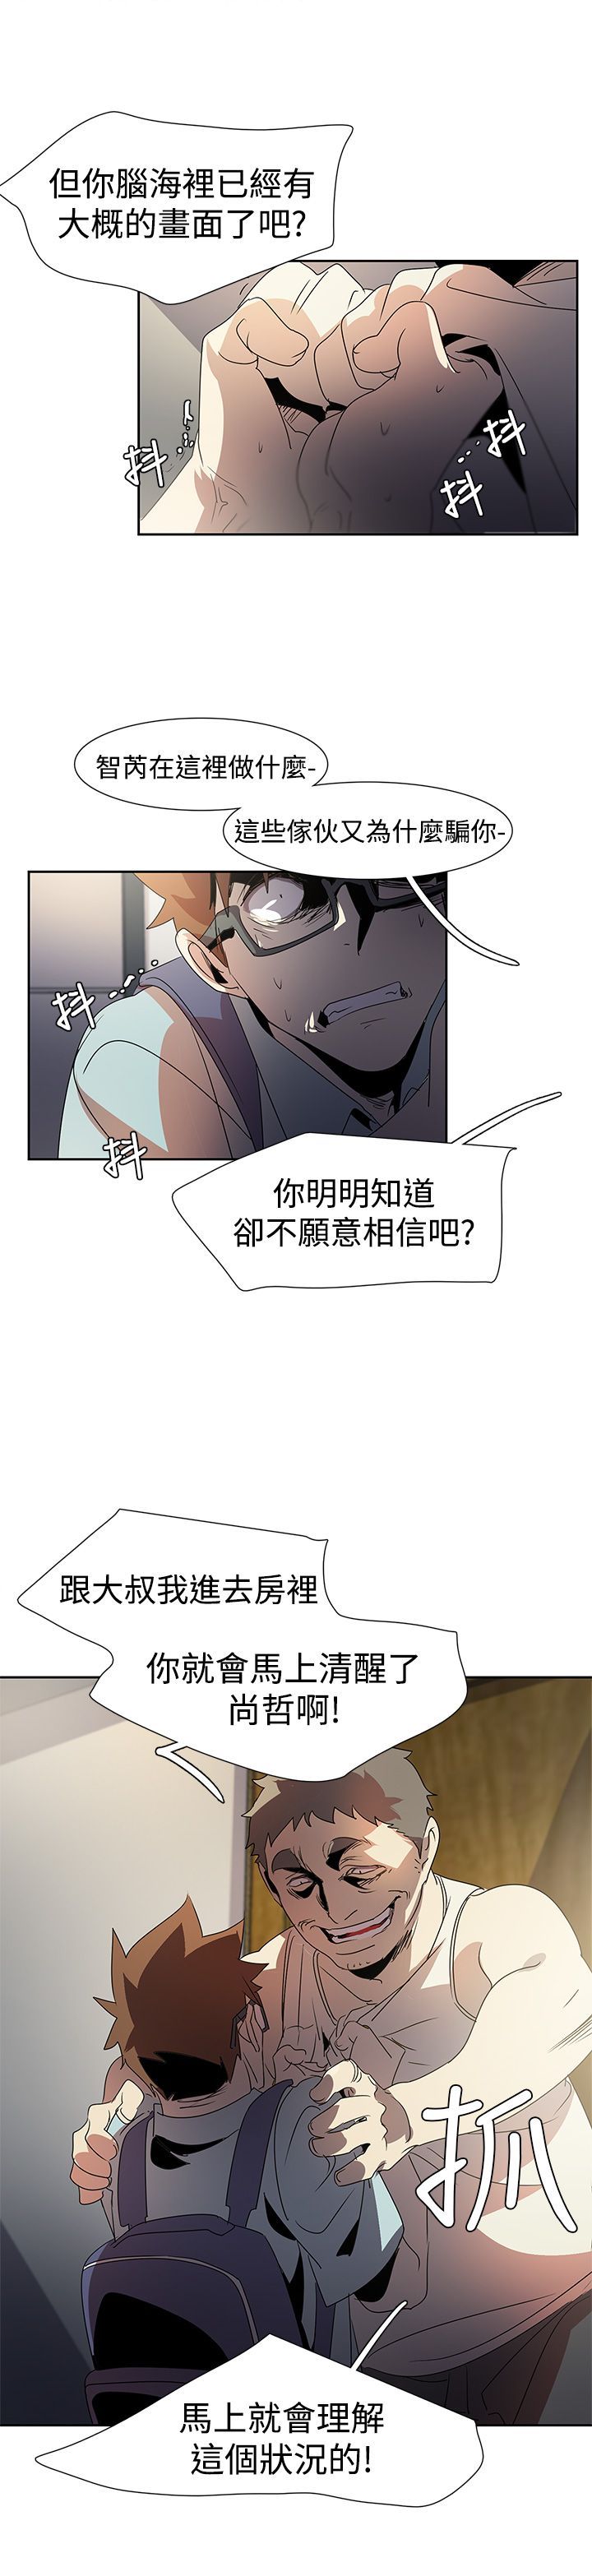 但你腦海裡已經有
大概的畫面了吧?
抖
抖
抖
智芮在這裡做什麼-
這些傢伙又為什麼騙你-
抖
抖
你明明知道
卻不願意相信吧?
跟大叔我進去房裡
你就會馬上清醒了
尚哲啊!
抓
馬上就會理解
這個狀況的!